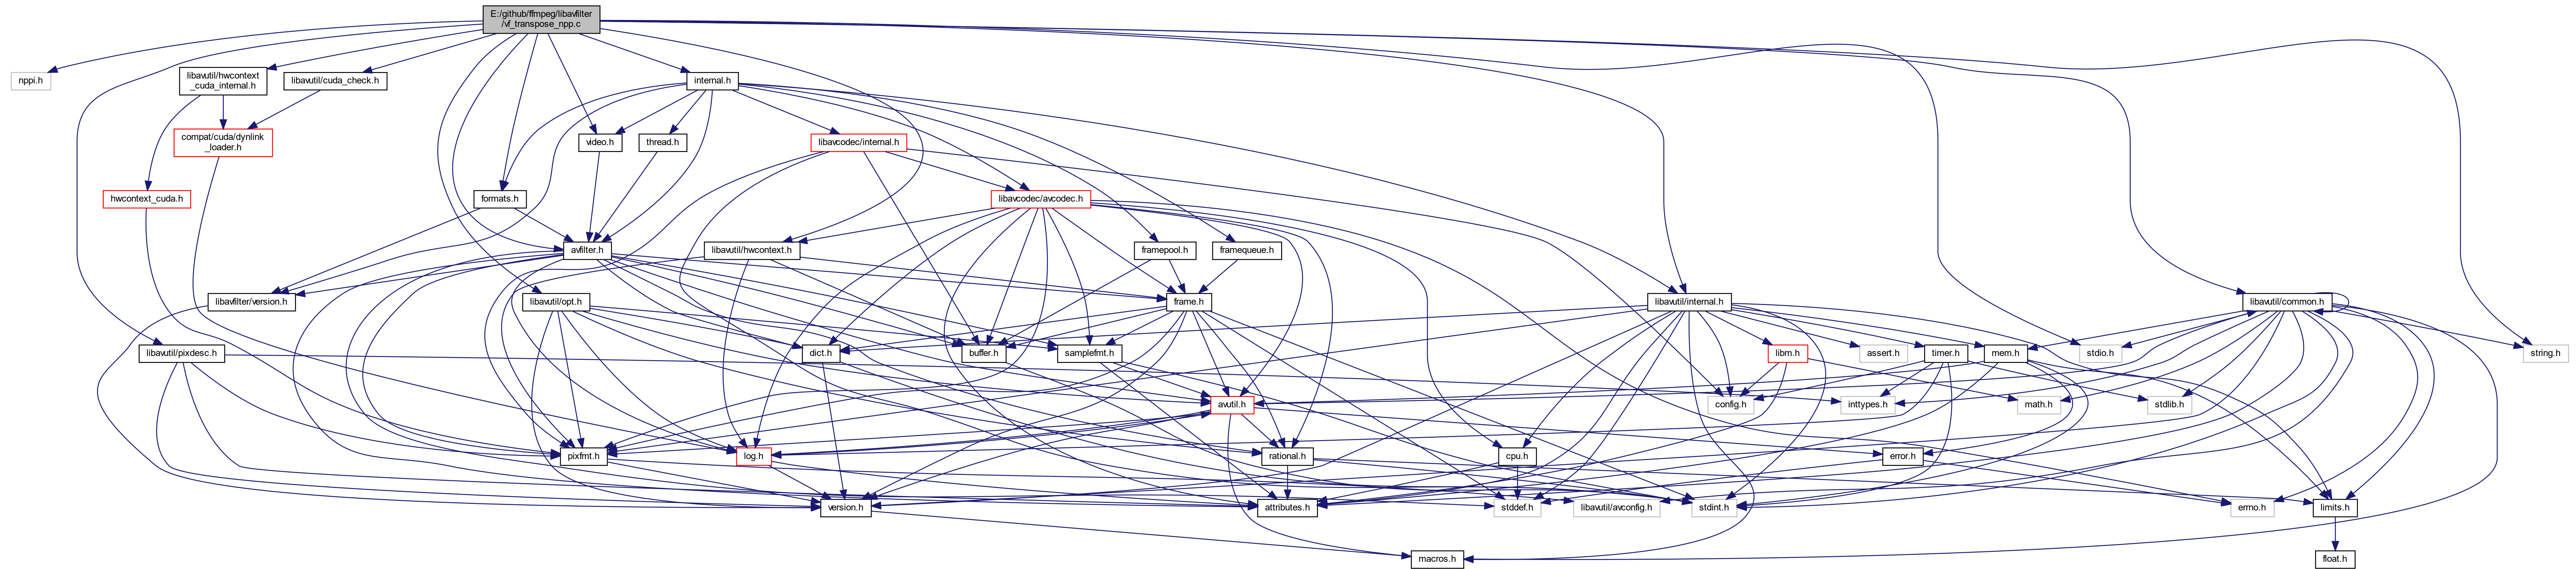 E:/github/ffmpeg/libavfilter
/vf_transpose_npp.c
nppi.h
libavutil/hwcontext
_cuda_internal.h
libavutil/cuda_check.h
internal.h
compat/cuda/dynlink
_loader.h
video.h
thread.h
libavcodec/internal.h
hwcontext_cuda.h
formats.h
libavcodec/avcodec.h
avfilter.h
libavutil/hwcontext.h
framepool.h
framequeue.h
libavfilter/version.h
libavutil/opt.h
frame.h
libavutil/internal.h
libavutil/common.h
libavutil/pixdesc.h
dict.h
buffer.h
samplefmt.h
libm.h
assert.h
timer.h
mem.h
stdio.h
string.h
avutil.h
config.h
inttypes.h
math.h
stdlib.h
pixfmt.h
log.h
rational.h
cpu.h
error.h
version.h
attributes.h
stddef.h
libavutil/avconfig.h
stdint.h
errno.h
limits.h
macros.h
float.h